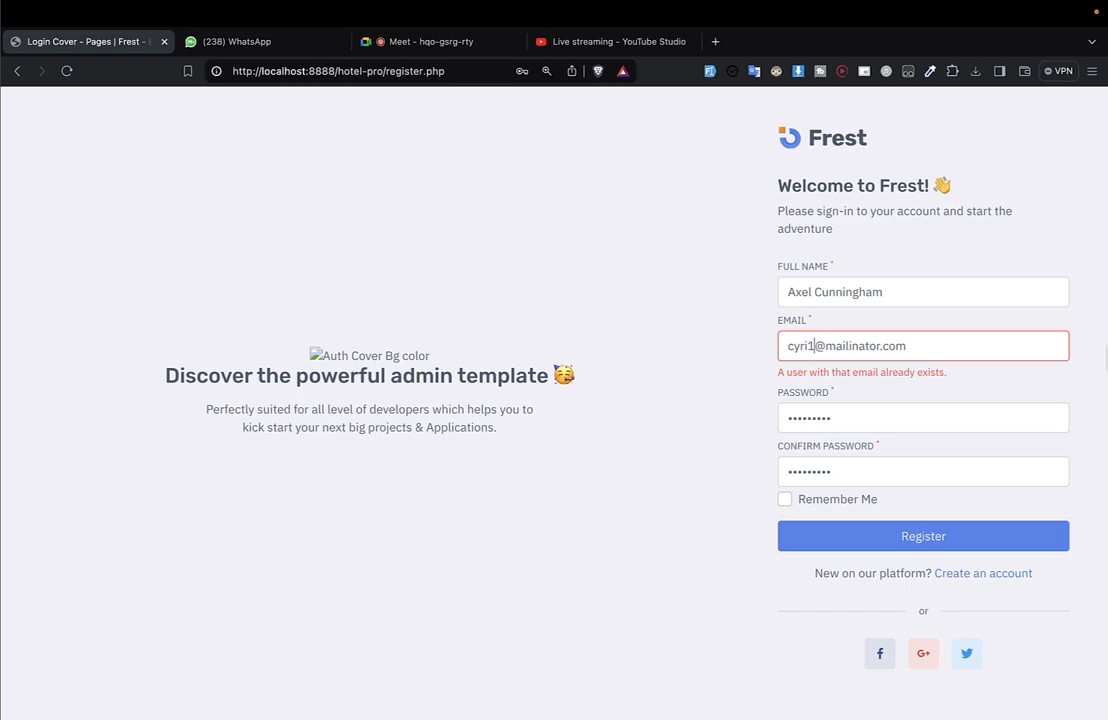 Login Cover - Pages | Frest - B
(238) WhatsApp
Meet - hqo-gsrg-rty
Live streaming - YouTube Studio
http://localhost:8888/hotel-pro/register.php
VPN
Frest
Welcome to Frest! 👋
Please sign-in to your account and start the
adventure
FULL NAME *
Axel Cunningham
EMAIL *
cyri1@mailinator.com
A user with that email already exists.
PASSWORD *
•••••••••
CONFIRM PASSWORD *
•••••••••
Remember Me
Register
New on our platform? Create an account
or
f
G+
Auth Cover Bg color
Discover the powerful admin template 🥳
Perfectly suited for all level of developers which helps you to
kick start your next big projects & Applications.